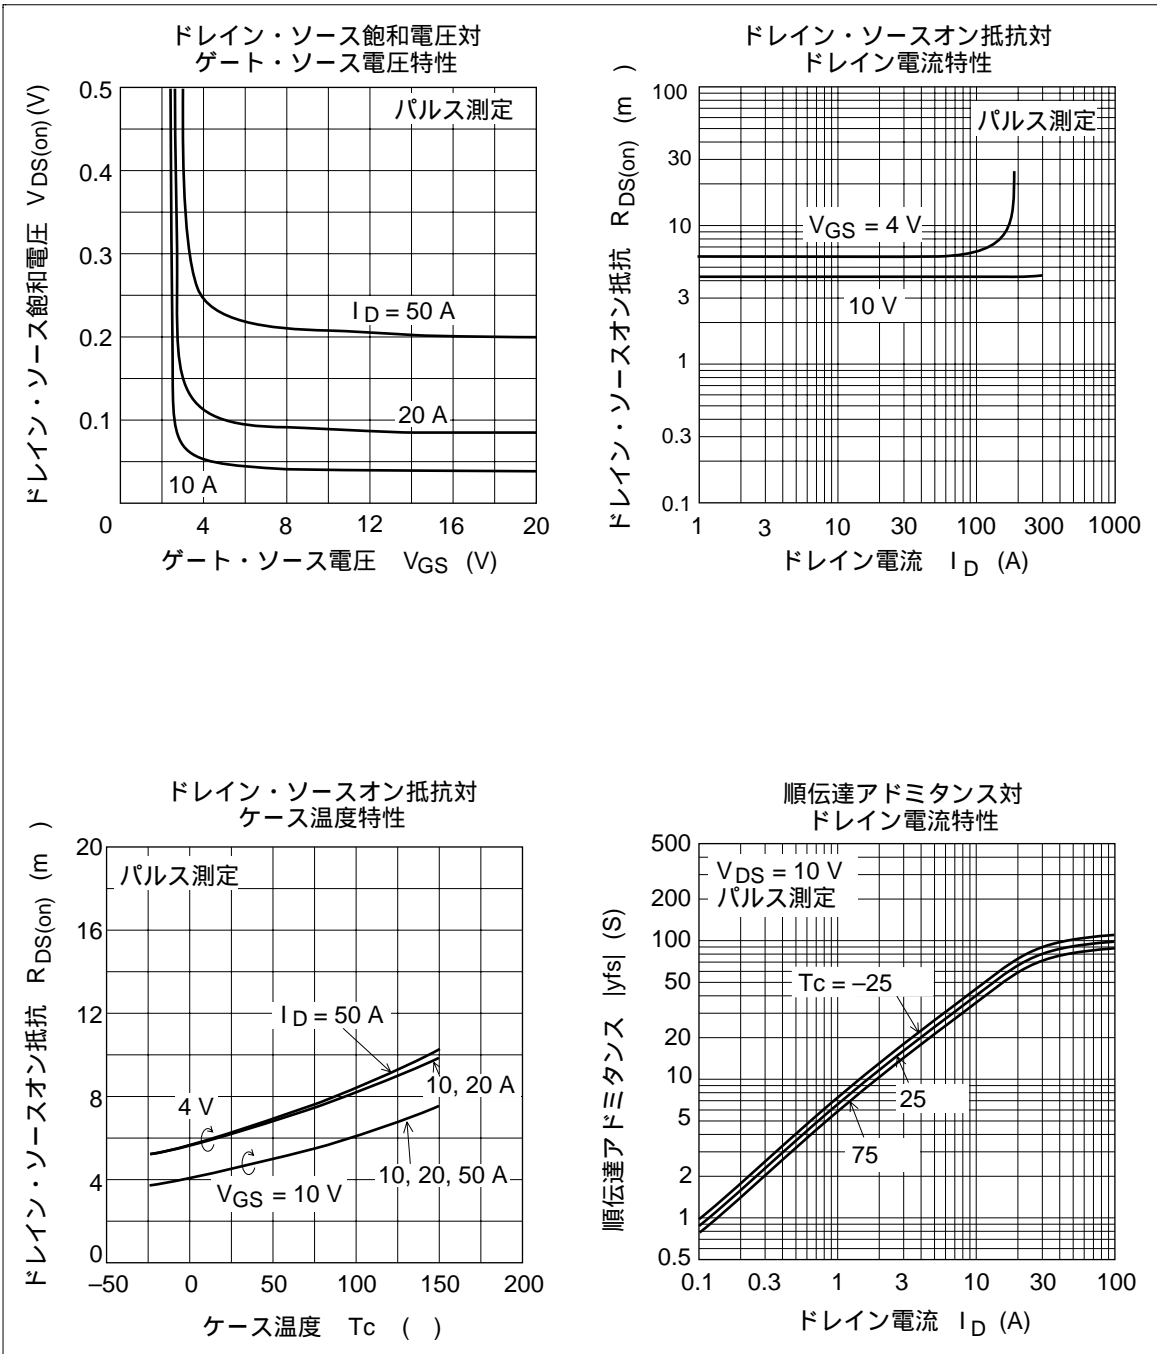 ドレイン・ソース飽和電圧対
ゲート・ソース電圧特性
ドレイン・ソース飽和電圧 VDS(on) (V)
0.5
0.4
0.3
0.2
0.1
0
パルス測定
ID = 50 A
20 A
10 A
4
8
12
16
20
ゲート・ソース電圧 VGS (V)
ドレイン・ソースオン抵抗対
ドレイン電流特性
ドレイン・ソースオン抵抗 RDS(on) (m )
100
30
10
3
1
0.3
0.1
パルス測定
VGS = 4 V
10 V
1
3
10
30
100
300
1000
ドレイン電流 ID (A)
ドレイン・ソースオン抵抗対
ケース温度特性
ドレイン・ソースオン抵抗 RDS(on) (m )
20
16
12
8
4
0
パルス測定
ID = 50 A
10, 20 A
4 V
VGS = 10 V
10, 20, 50 A
–50
0
50
100
150
200
ケース温度 Tc ( )
順伝達アドミタンス対
ドレイン電流特性
順伝達アドミタンス |yfs| (S)
500
200
100
50
20
10
5
2
1
0.5
VDS = 10 V
パルス測定
Tc = –25
25
75
0.1
0.3
1
3
10
30
100
ドレイン電流 ID (A)